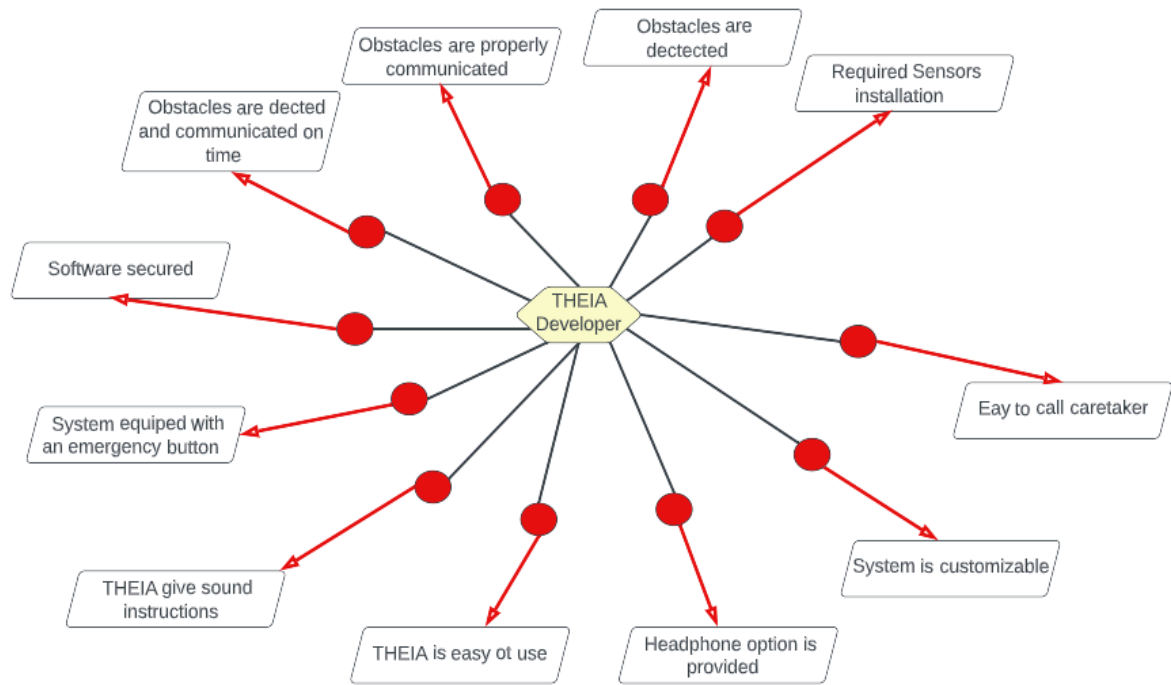 Obstacles are
dectected
Obstacles are properly
communicated
Required Sensors
installation
Obstacles are dected
and communicated on
time
Software secured
THEIA
Developer
Eay to call caretaker
System equiped with
an emergency button
System is customizable
THEIA give sound
instructions
THEIA is easy ot use
Headphone option is
provided